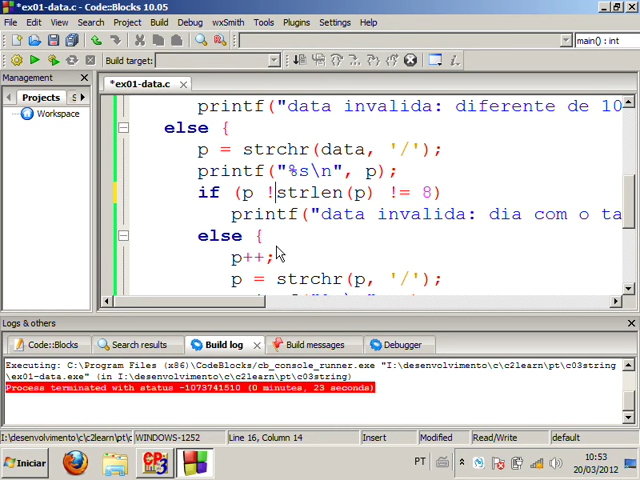 *ex01-data.c - Code::Blocks 10.05
File Edit View Search Project Build Debug wxSmith Tools Plugins Settings Help
main() : int
Build target:
Management
*ex01-data.c
Projects
S
Workspace
printf("data invalida: diferente de 10
else {
p = strchr(data, '/');
printf("%s\n", p);
if (p !strlen(p) != 8)
printf("data invalida: dia com o ta
else {
p++;
p = strchr(p, '/');
Logs & others
Code::Blocks
Search results
Build log
Build messages
Debugger
Executing: C:\Program Files (x86)\CodeBlocks/cb_console_runner.exe "I:\desenvolvimento\c\c2learn\pt\c03string
\ex01-data.exe" (in I:\desenvolvimento\c\c2learn\pt\c03string)
Process terminated with status -1073741510 (0 minutes, 23 seconds)
I:\desenvolvimento\c\c2learn\pt\c0
WINDOWS-1252
Line 16, Column 14
Insert
Modified
Read/Write
default
Iniciar
PT
10:53
20/03/2012